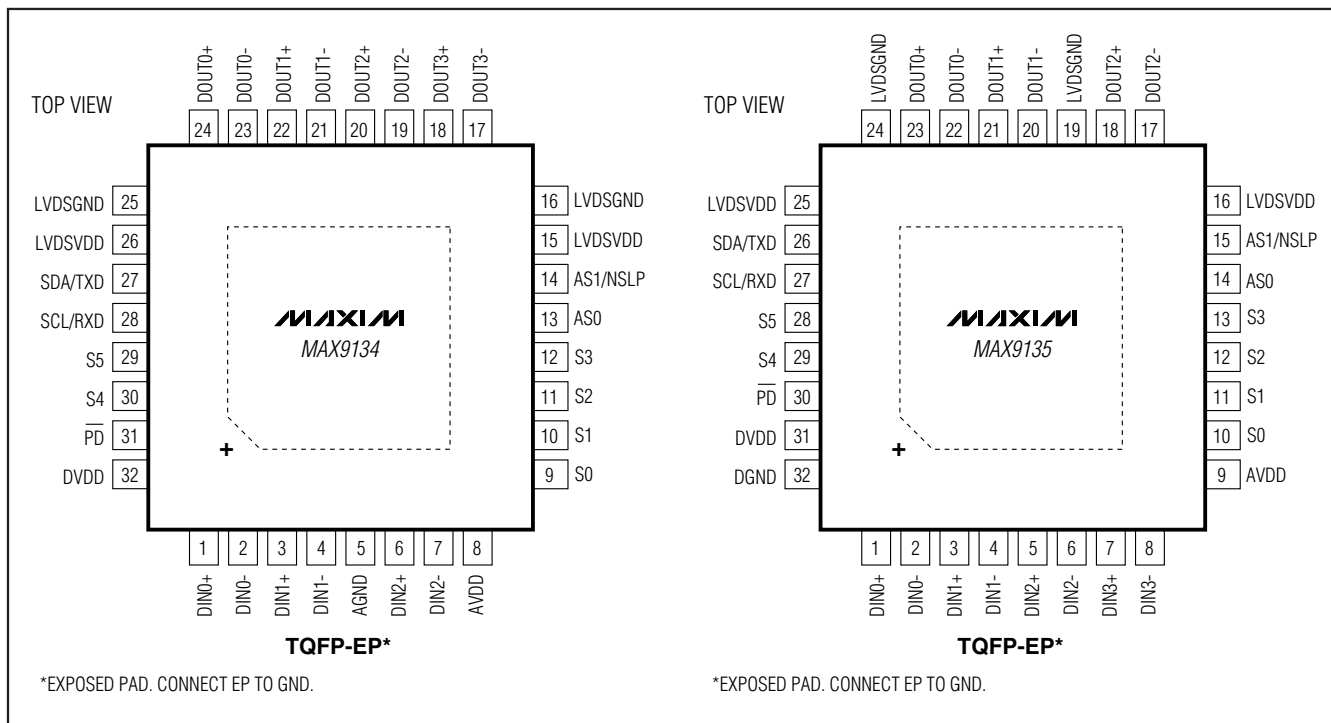 TOP VIEW
DOUT0+ DOUT0- DOUT1+ DOUT1- DOUT2+ DOUT2- DOUT3+ DOUT3-
24 23 22 21 20 19 18 17
LVDSGND 25
LVDSVDD 26
SDA/TXD 27
SCL/RXD 28
S5 29
S4 30
PD 31
DVDD 32
MAXIM
MAX9134
+
16 LVDSGND
15 LVDSVDD
14 AS1/NSLP
13 AS0
12 S3
11 S2
10 S1
9 S0
1 2 3 4 5 6 7 8
DIN0+ DIN0- DIN1+ DIN1- AGND DIN2+ DIN2- AVDD
TQFP-EP*
*EXPOSED PAD. CONNECT EP TO GND.
TOP VIEW
LVDSGND DOUT0+ DOUT0- DOUT1+ DOUT1- LVDSGND DOUT2+ DOUT2-
24 23 22 21 20 19 18 17
LVDSVDD 25
SDA/TXD 26
SCL/RXD 27
S5 28
S4 29
PD 30
DVDD 31
DGND 32
MAXIM
MAX9135
+
16 LVDSVDD
15 AS1/NSLP
14 AS0
13 S3
12 S2
11 S1
10 S0
9 AVDD
1 2 3 4 5 6 7 8
DIN0+ DIN0- DIN1+ DIN1- DIN2+ DIN2- DIN3+ DIN3-
TQFP-EP*
*EXPOSED PAD. CONNECT EP TO GND.